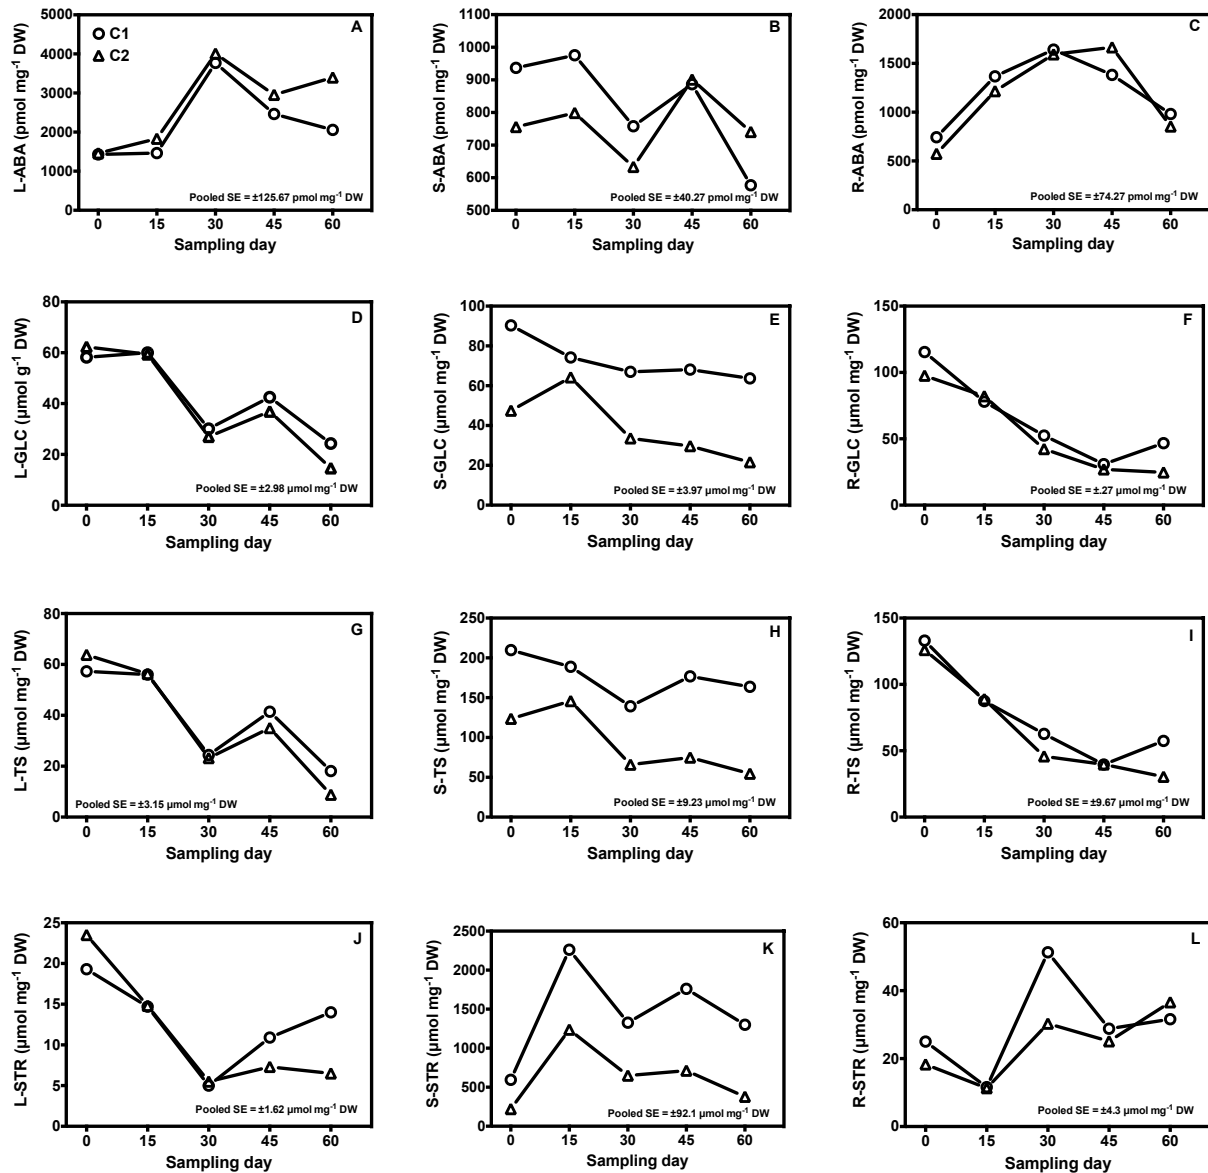 A
C1
C2
L-ABA (pmol mg-1 DW)
5000
4000
3000
2000
1000
0
Pooled SE = ±125.67 pmol mg-1 DW
0 15 30 45 60
Sampling day
B
S-ABA (pmol mg-1 DW)
1100
1000
900
800
700
600
500
Pooled SE = ±40.27 pmol mg-1 DW
0 15 30 45 60
Sampling day
C
R-ABA (pmol mg-1 DW)
2000
1500
1000
500
0
Pooled SE = ±74.27 pmol mg-1 DW
0 15 30 45 60
Sampling day
D
L-GLC (µmol g-1 DW)
80
60
40
20
0
Pooled SE = ±2.98 µmol mg-1 DW
0 15 30 45 60
Sampling day
E
S-GLC (µmol mg-1 DW)
100
80
60
40
20
0
Pooled SE = ±3.97 µmol mg-1 DW
0 15 30 45 60
Sampling day
F
R-GLC (µmol mg-1 DW)
150
100
50
0
Pooled SE = ±.27 µmol mg-1 DW
0 15 30 45 60
Sampling day
G
L-TS (µmol mg-1 DW)
80
60
40
20
0
Pooled SE = ±3.15 µmol mg-1 DW
0 15 30 45 60
Sampling day
H
S-TS (µmol mg-1 DW)
250
200
150
100
50
0
Pooled SE = ±9.23 µmol mg-1 DW
0 15 30 45 60
Sampling day
I
R-TS (µmol mg-1 DW)
150
100
50
0
Pooled SE = ±9.67 µmol mg-1 DW
0 15 30 45 60
Sampling day
J
L-STR (µmol mg-1 DW)
25
20
15
10
5
0
Pooled SE = ±1.62 µmol mg-1 DW
0 15 30 45 60
Sampling day
K
S-STR (µmol mg-1 DW)
2500
2000
1500
1000
500
0
Pooled SE = ±92.1 µmol mg-1 DW
0 15 30 45 60
Sampling day
L
R-STR (µmol mg-1 DW)
60
40
20
0
Pooled SE = ±4.3 µmol mg-1 DW
0 15 30 45 60
Sampling day